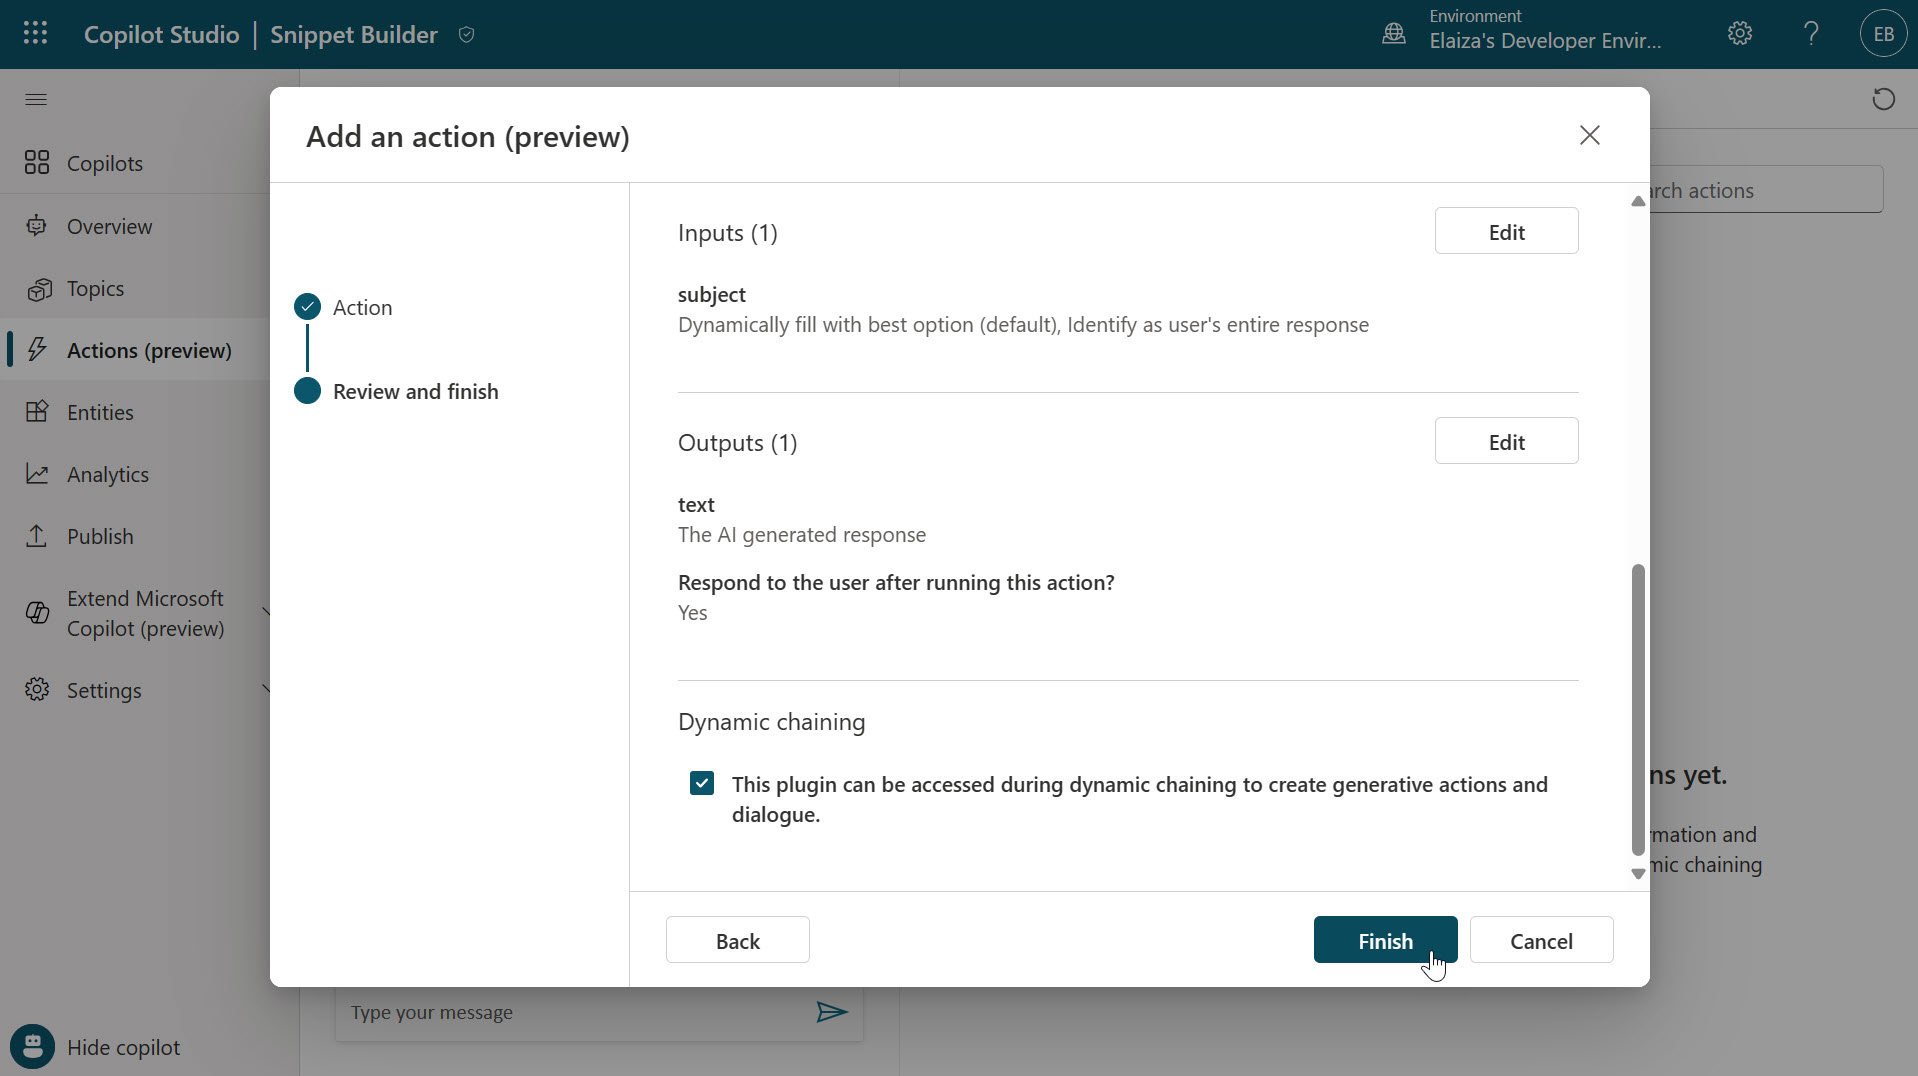 Copilot Studio | Snippet Builder
Environment
Elaiza's Developer Envir...
EB
Copilots
Overview
Topics
Actions (preview)
Entities
Analytics
Publish
Extend Microsoft
Copilot (preview)
Settings
Hide copilot
Add an action (preview)
Action
Review and finish
Inputs (1)
Edit
subject
Dynamically fill with best option (default), Identify as user's entire response
Outputs (1)
Edit
text
The AI generated response
Respond to the user after running this action?
Yes
Dynamic chaining
This plugin can be accessed during dynamic chaining to create generative actions and
dialogue.
Back
Finish
Cancel
Type your message
rch actions
ns yet.
mation and
mic chaining